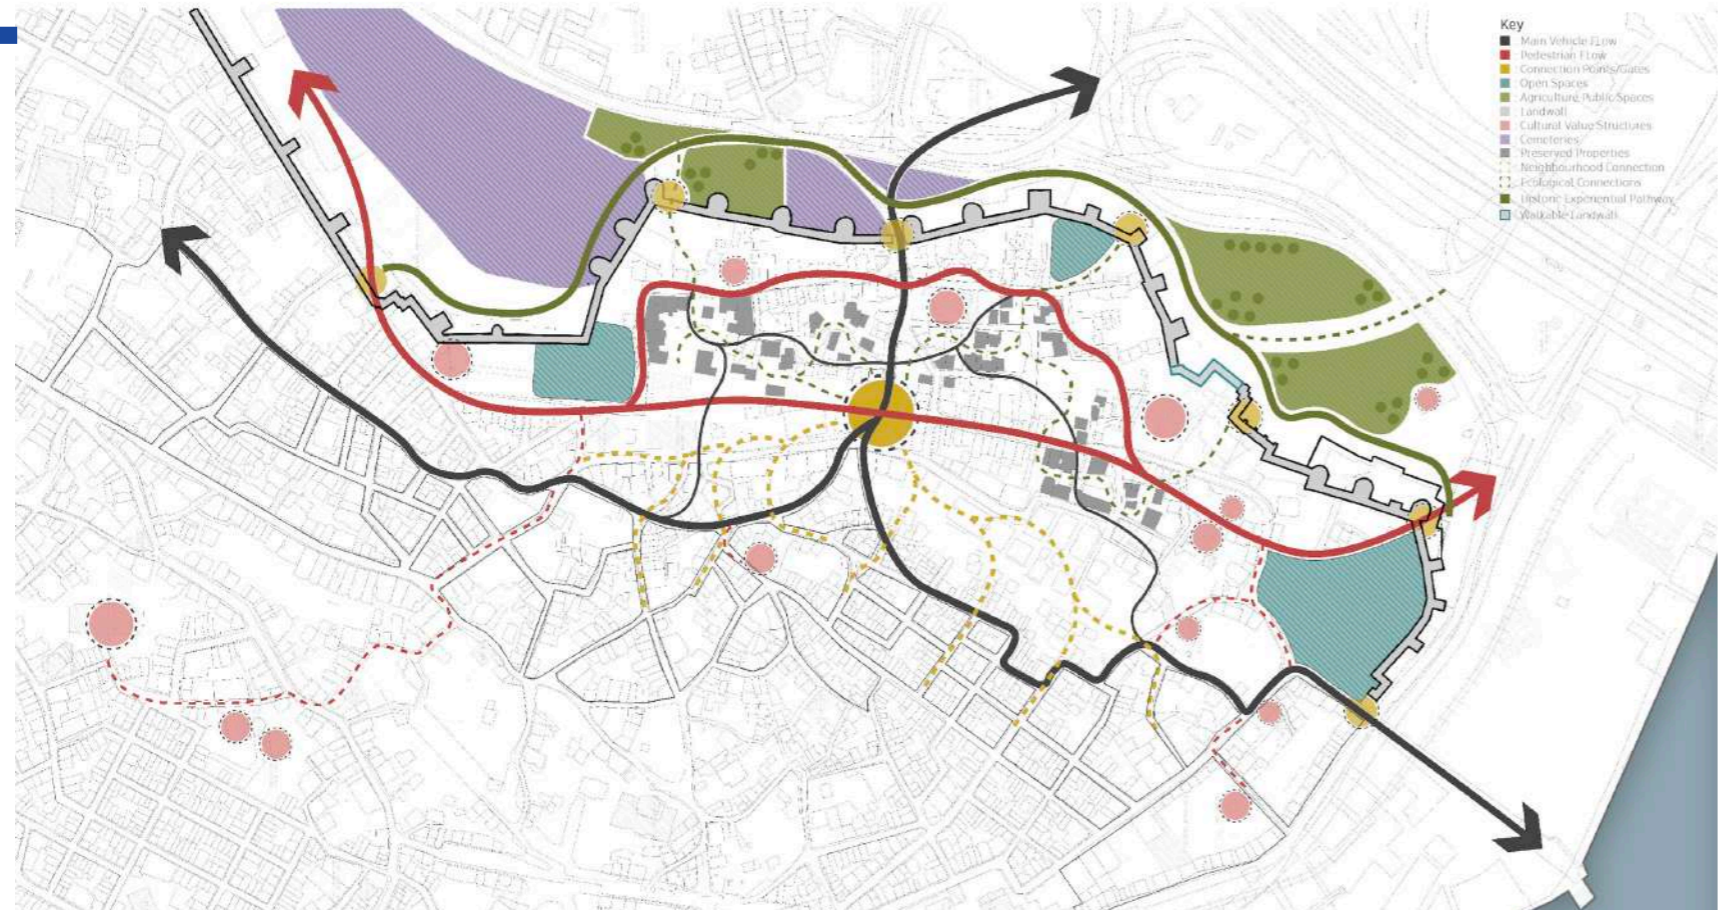 Key
Main Vehicle FLow
Pedestrian FLow
Connection Points/Gates
Open Spaces
Agriculture Public Spaces
Landwall
Cultural Value Structures
Cemeteries
Preserved Properties
Neighbourhood Connection
Ecological Connections
Historic Experiential Pathway
Walkable Landwall